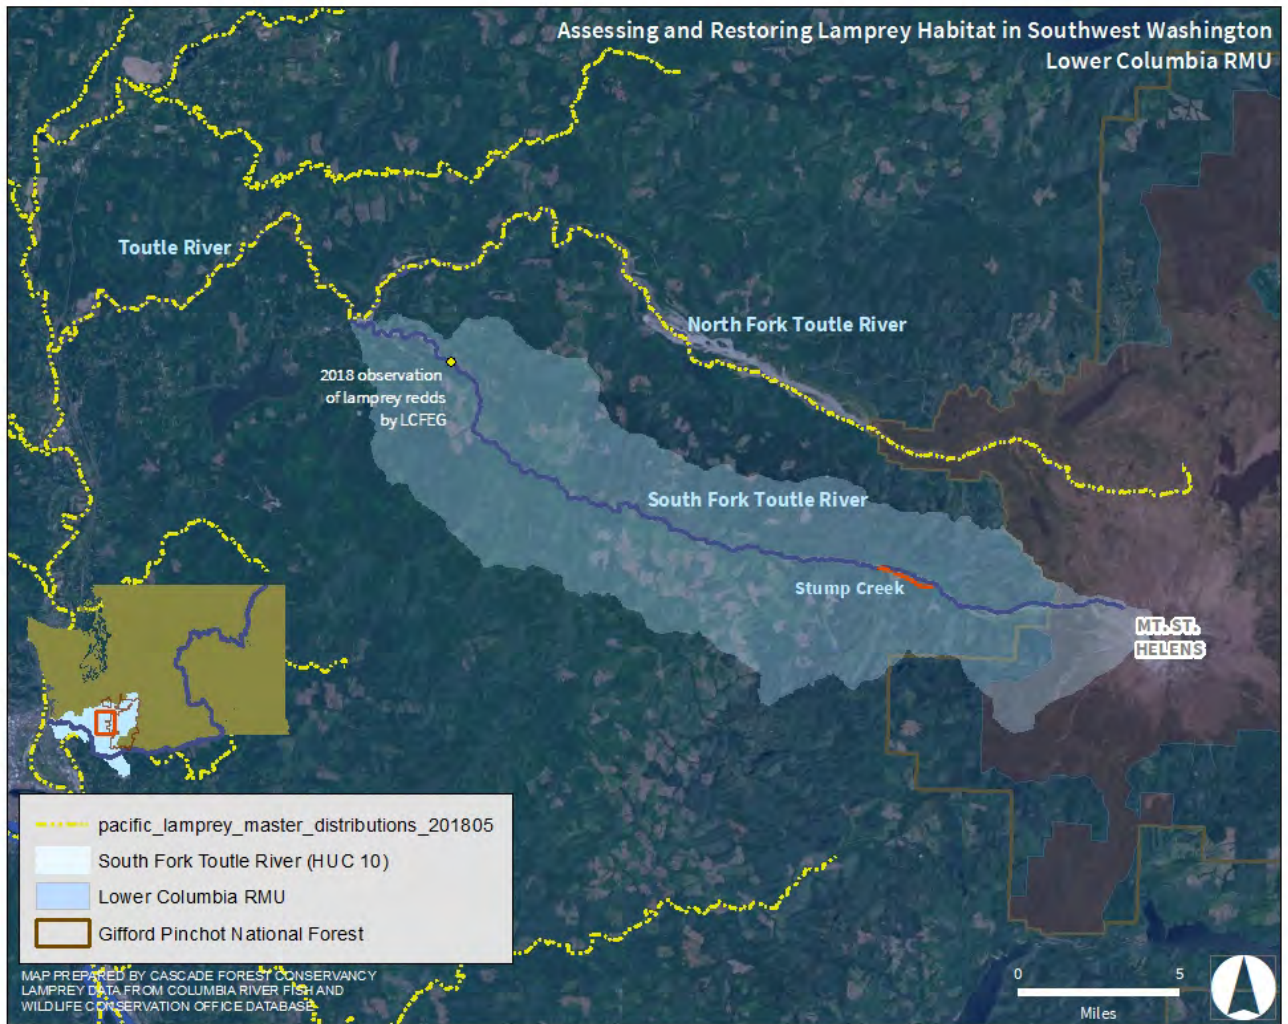 Assessing and Restoring Lamprey Habitat in Southwest Washington
Lower Columbia RMU
Toutle River
North Fork Toutle River
2018 observation
of lamprey redds
by LCFEG
South Fork Toutle River
Stump Creek
MT. ST.
HELENS
pacific_lamprey_master_distributions_201805
South Fork Toutle River (HUC 10)
Lower Columbia RMU
Gifford Pinchot National Forest
MAP PREPARED BY CASCADE FOREST CONSERVANCY
LAMPREY DATA FROM COLUMBIA RIVER FISH AND
WILDLIFE CONSERVATION OFFICE DATABASE
0 5
Miles